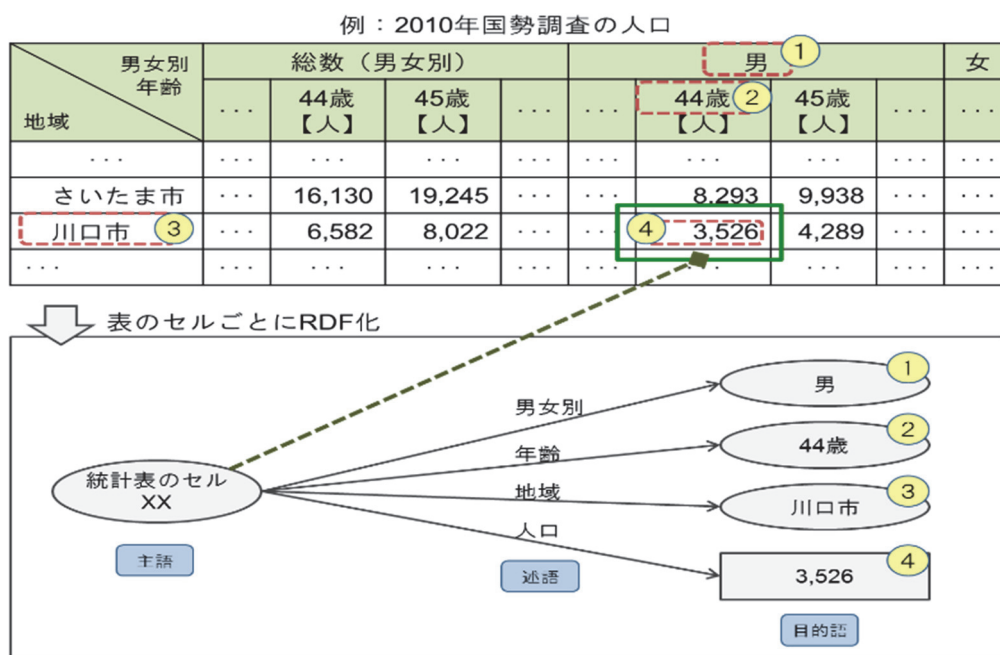 例：2010年国勢調査の人口
男女別 総数（男女別） 男 ① 女
年齢 ・・・ 44歳 45歳 ・・・ ・・・ 44歳 ② 45歳 ・・・ ・・・
地域 【人】 【人】 【人】 【人】
・・・ ・・・ ・・・ ・・・ ・・・ ・・・ ・・・ ・・・ ・・・ ・・・
さいたま市 ・・・ 16,130 19,245 ・・・ ・・・ 8,293 9,938 ・・・ ・・・
川口市 ③ ・・・ 6,582 8,022 ・・・ ・・・ ④ 3,526 4,289 ・・・ ・・・
・・・ ・・・ ・・・ ・・・ ・・・ ・・・ ・・・ ・・・ ・・・ ・・・
表のセルごとにRDF化
男女別 男 ①
年齢 44歳 ②
統計表のセル
XX
地域 川口市 ③
人口 3,526 ④
主語 述語 目的語